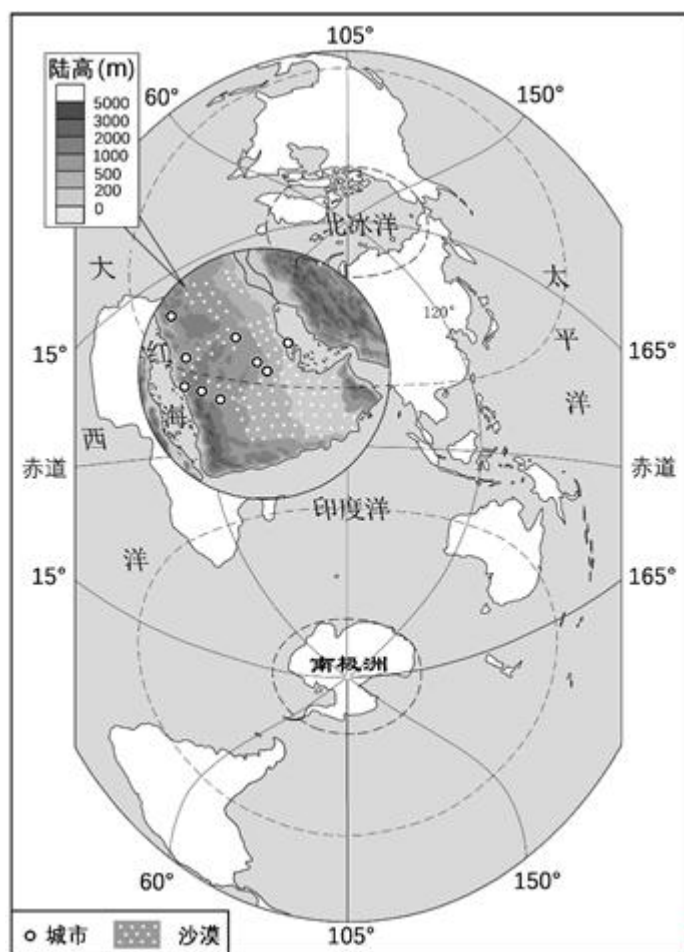 105°
陆高(m)
5000
3000
2000
1000
500
200
0
60°
150°
北冰洋
大
太
120°
平
15°
165°
红
洋
海
西
赤道
赤道
印度洋
洋
15°
165°
南极洲
60°
150°
105°
城市
沙漠